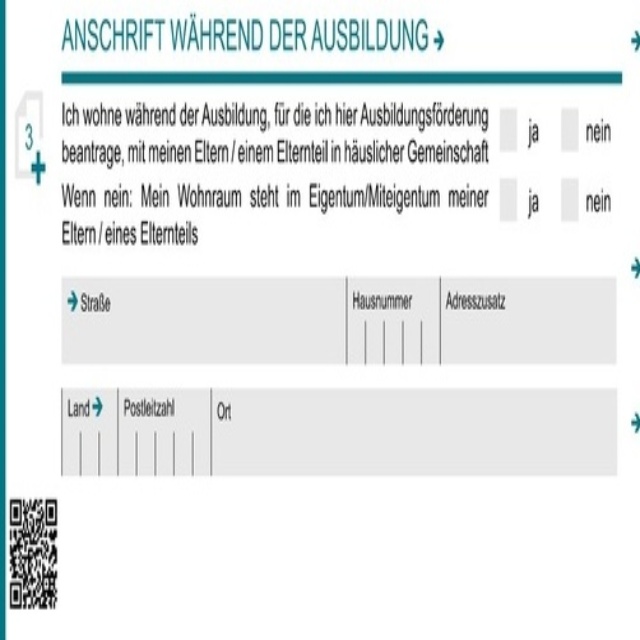 ANSCHRIFT WÄHREND DER AUSBILDUNG
Ich wohne während der Ausbildung, für die ich hier Ausbildungsförderung
beantrage, mit meinen Eltern / einem Elternteil in häuslicher Gemeinschaft
ja nein
3
Wenn nein: Mein Wohnraum steht im Eigentum/Miteigentum meiner
Eltern / eines Elternteils
ja nein
Straße Hausnummer Adresszusatz
Land Postleitzahl Ort